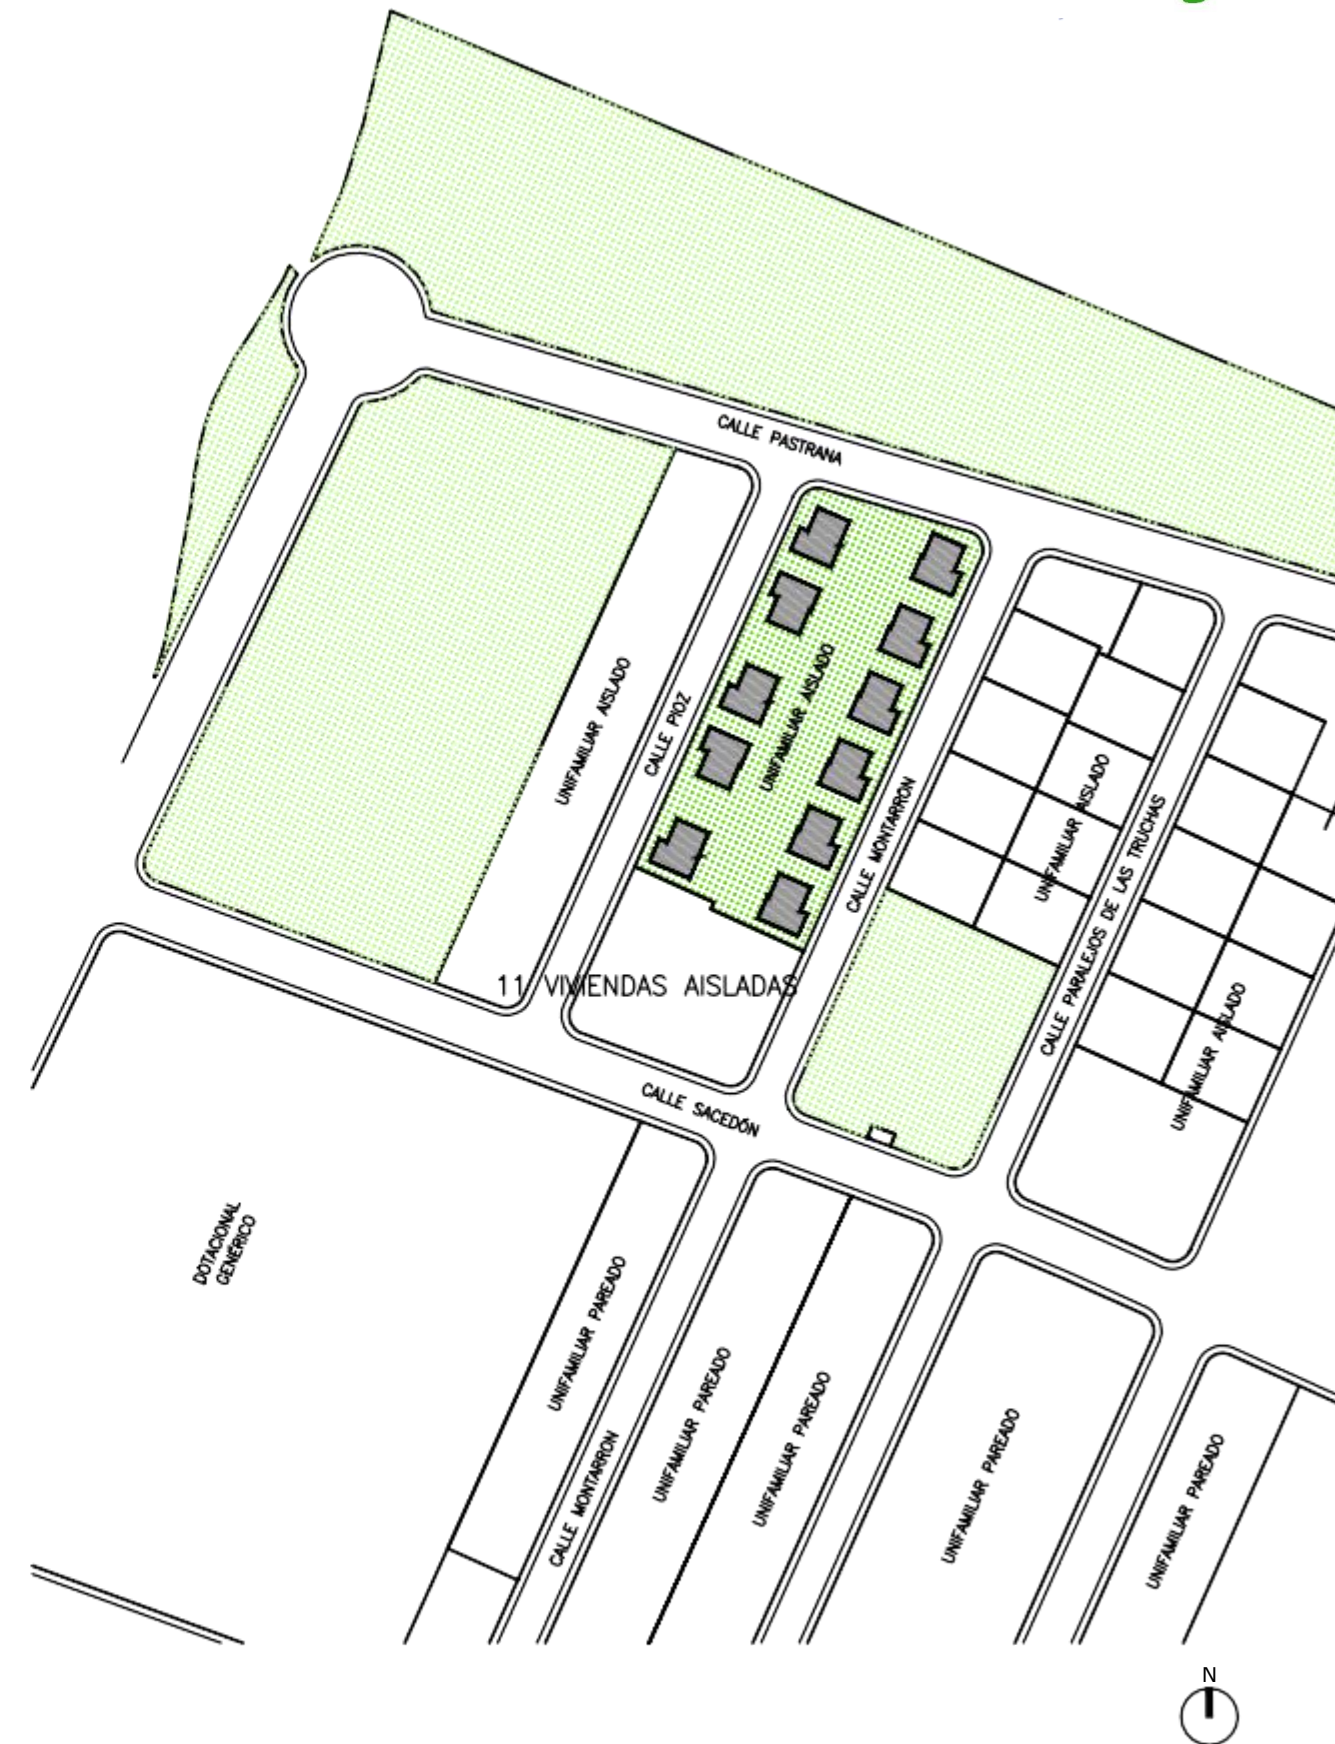 CALLE PASTRANA
UNIFAMILIAR AISLADO
CALLE PIOZ
UNIFAMILIAR AISLADO
CALLE MONTARRON
UNIFAMILIAR AISLADO
CALLE PARALEJOS DE LAS TRUCHAS
UNIFAMILIAR AISLADO
11 VIVIENDAS AISLADAS
CALLE SACEDÓN
DOTACIONAL
GENÉRICO
UNIFAMILIAR PAREADO
CALLE MONTARRON
UNIFAMILIAR PAREADO
UNIFAMILIAR PAREADO
UNIFAMILIAR PAREADO
UNIFAMILIAR PAREADO
N